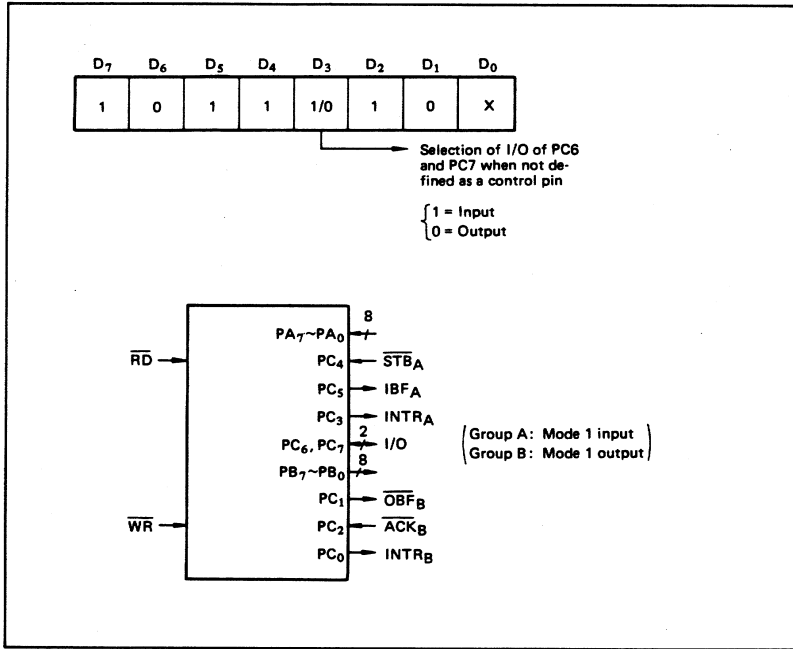 D7 D6 D5 D4 D3 D2 D1 D0
1 0 1 1 1/0 1 0 X
Selection of I/O of PC6
and PC7 when not de-
fined as a control pin
1 = Input
0 = Output
8
PA7~PA0
RD PC4 STBA
PC5 IBFA
PC3 INTRA
2
PC6, PC7 I/O
(Group A: Mode 1 input
Group B: Mode 1 output)
8
PB7~PB0
PC1 OBFB
WR PC2 ACKB
PC0 INTRB